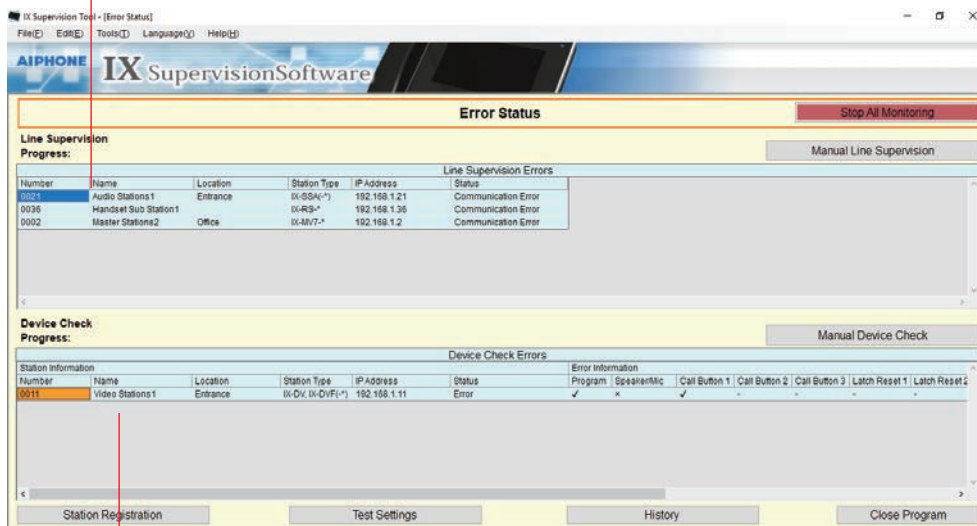 IX Supervision Tool - [Error Status]
File(F) Edit(E) Tools(T) Language(V) Help(H)
AIPHONE IX SupervisionSoftware
Error Status Stop All Monitoring
Line Supervision
Progress: Manual Line Supervision
Line Supervision Errors
Number Name Location Station Type IP Address Status
0021 Audio Stations1 Entrance IX-SSA(-*) 192.168.1.21 Communication Error
0036 Handset Sub Station1 IX-RS-* 192.168.1.36 Communication Error
0002 Master Stations2 Office IX-MV7-* 192.168.1.2 Communication Error
Device Check
Progress: Manual Device Check
Device Check Errors
Station Information Error Information
Number Name Location Station Type IP Address Status Program Speaker/Mic Call Button 1 Call Button 2 Call Button 3 Latch Reset 1 Latch Reset 2
0011 Video Stations1 Entrance IX-DV, IX-DVF(-*) 192.168.1.11 Error ✓ × ✓ - - - -
Station Registration Test Settings History Close Program